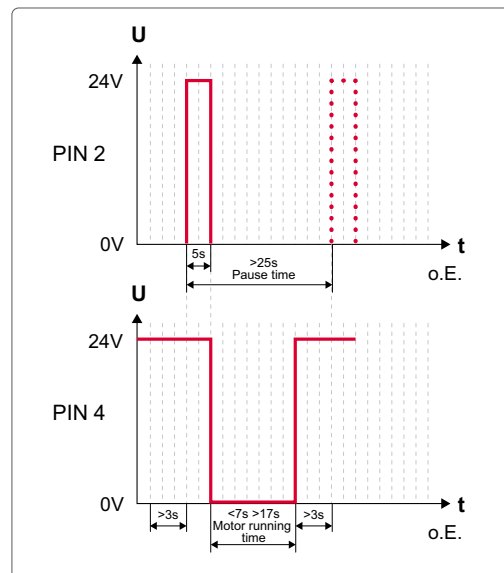 U
24V
PIN 2
0V
t
5s
>25s
Pause time
o.E.
U
24V
PIN 4
0V
t
>3s
<7s >17s
Motor running
time
>3s
o.E.